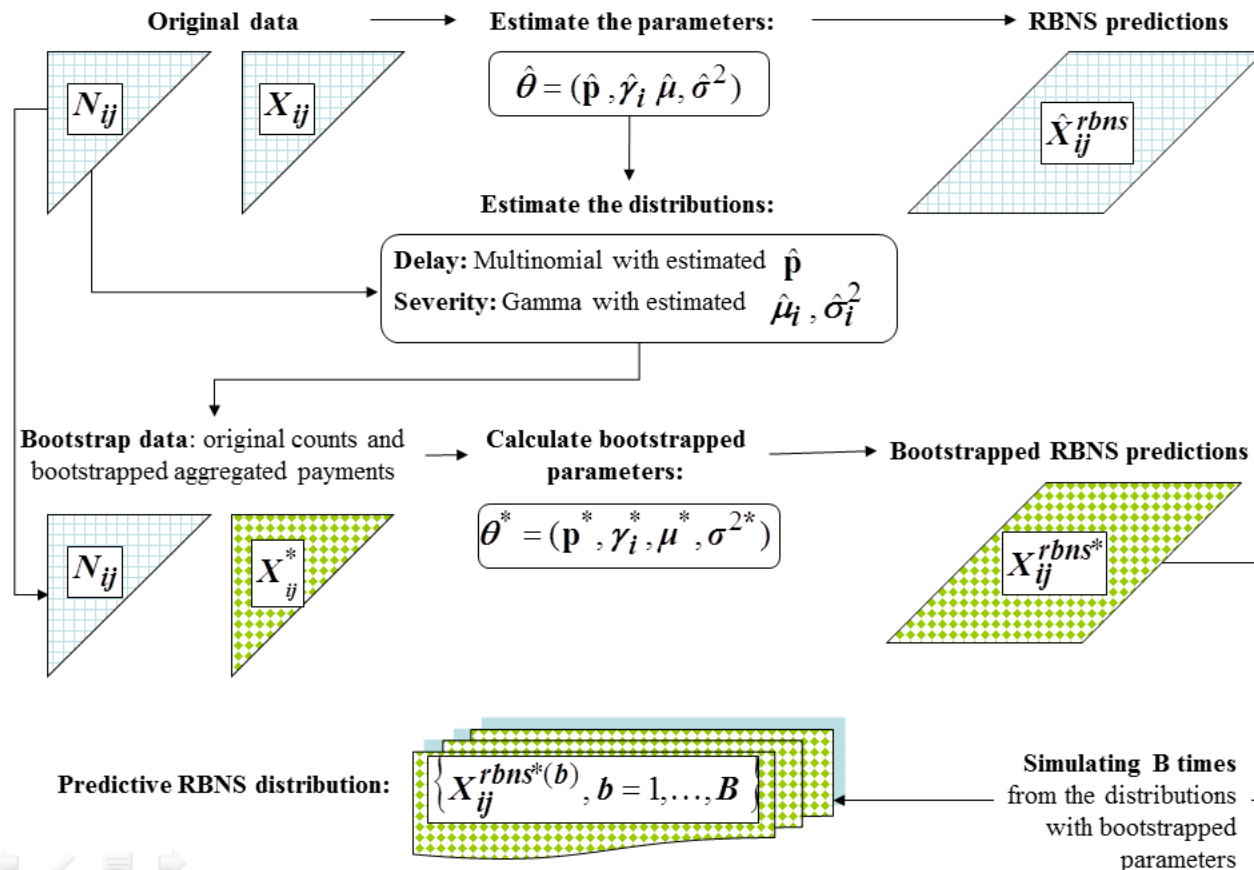 Original data
Estimate the parameters:
RBNS predictions
N_ij
X_ij
θ̂ = (p̂ , γ̂_i μ̂, σ̂²)
X̂_ij^rbns
Estimate the distributions:
Delay: Multinomial with estimated p̂
Severity: Gamma with estimated μ̂_i , σ̂_i²
Bootstrap data: original counts and
bootstrapped aggregated payments
Calculate bootstrapped
parameters:
Bootstrapped RBNS predictions
N_ij
X*_ij
θ* = (p*, γ_i*, μ*, σ²*)
X_ij^rbns*
Predictive RBNS distribution:
{X_ij^rbns*(b), b = 1,…, B}
Simulating B times
from the distributions
with bootstrapped
parameters